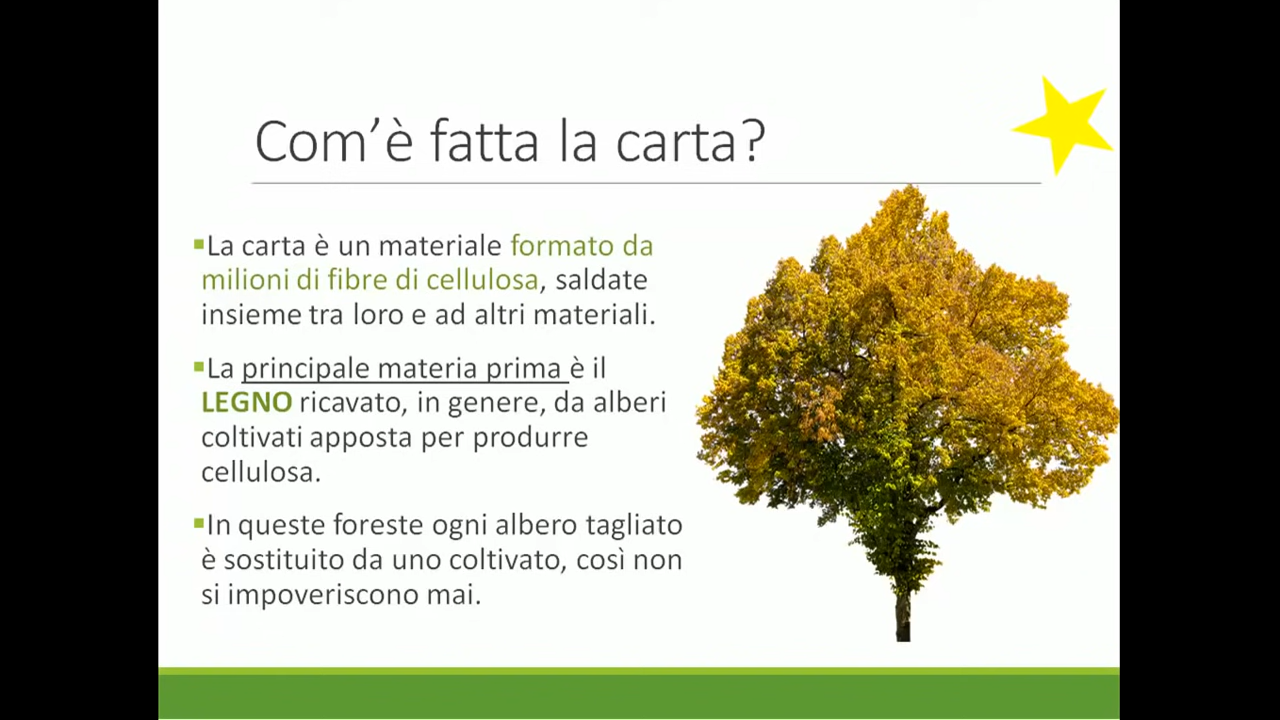 Com’è fatta la carta?
▪La carta è un materiale formato da
milioni di fibre di cellulosa, saldate
insieme tra loro e ad altri materiali.
▪La principale materia prima è il
LEGNO ricavato, in genere, da alberi
coltivati apposta per produrre
cellulosa.
▪In queste foreste ogni albero tagliato
è sostituito da uno coltivato, così non
si impoveriscono mai.